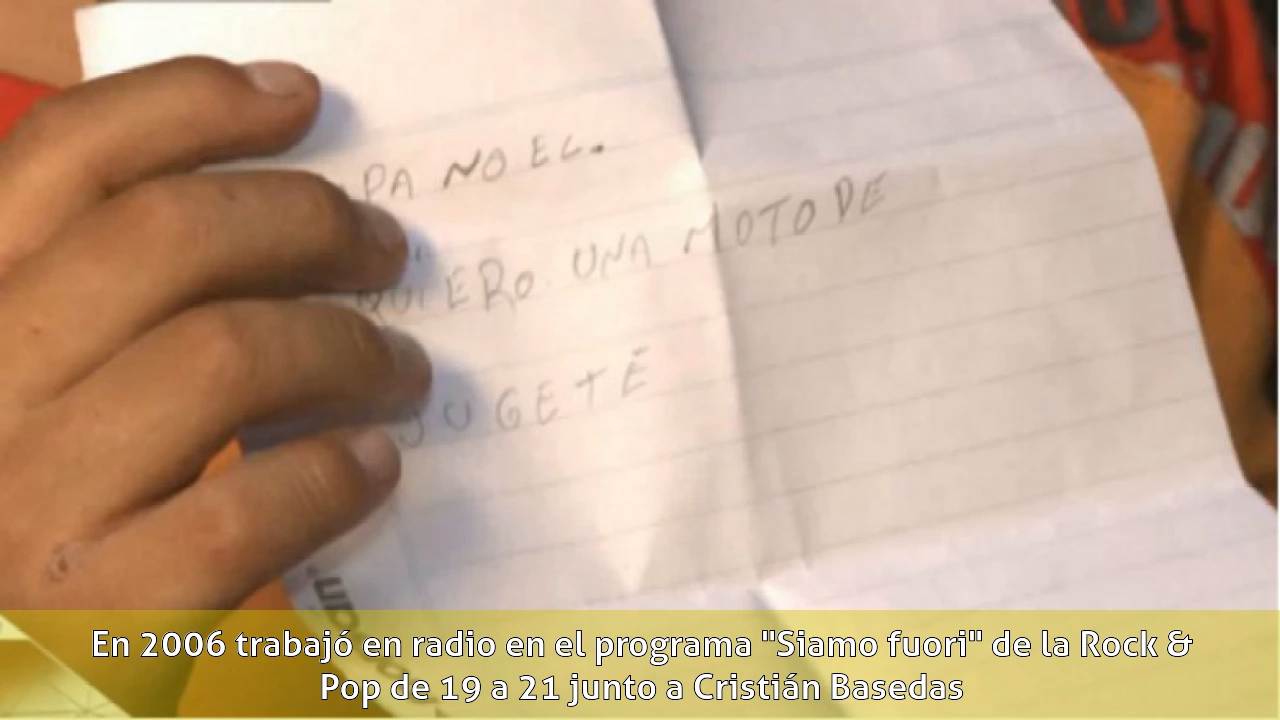 PA NOEL.
QUIERO. UNA MOTO DE
JUGETE
En 2006 trabajó en radio en el programa "Siamo fuori" de la Rock &
Pop de 19 a 21 junto a Cristián Basedas